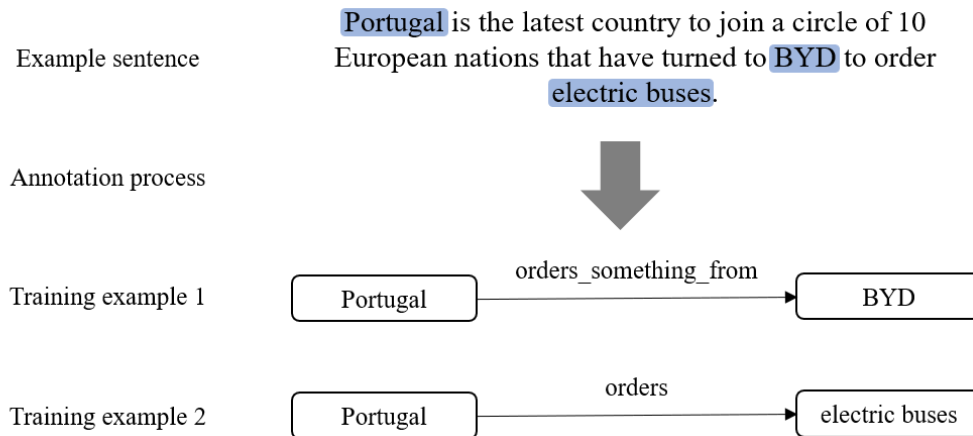 Example sentence
Portugal is the latest country to join a circle of 10
European nations that have turned to BYD to order
electric buses.
Annotation process
Training example 1
Portugal
orders_something_from
BYD
Training example 2
Portugal
orders
electric buses